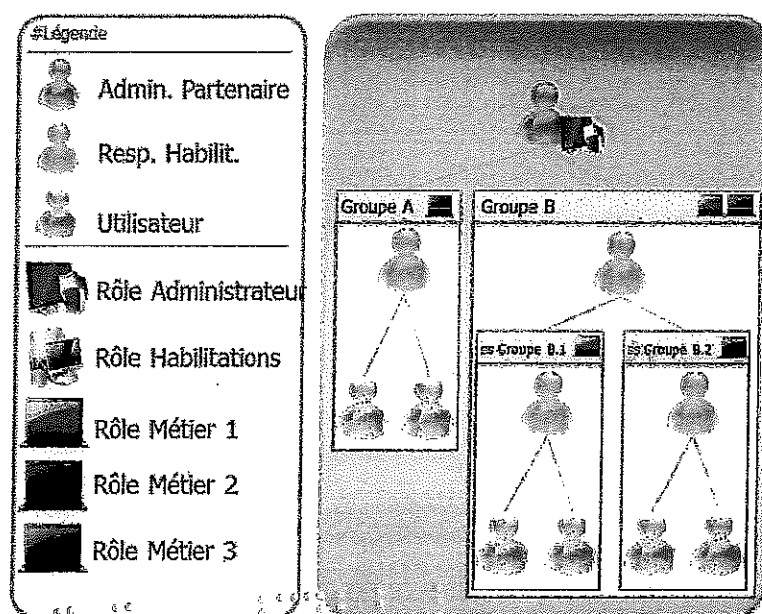 #Légende
Admin. Partenaire
Resp. Habilit.
Utilisateur
Rôle Administrateur
Rôle Habilitations
Rôle Métier 1
Rôle Métier 2
Rôle Métier 3
Groupe A
Groupe B
ss Groupe B.1
ss Groupe B.2